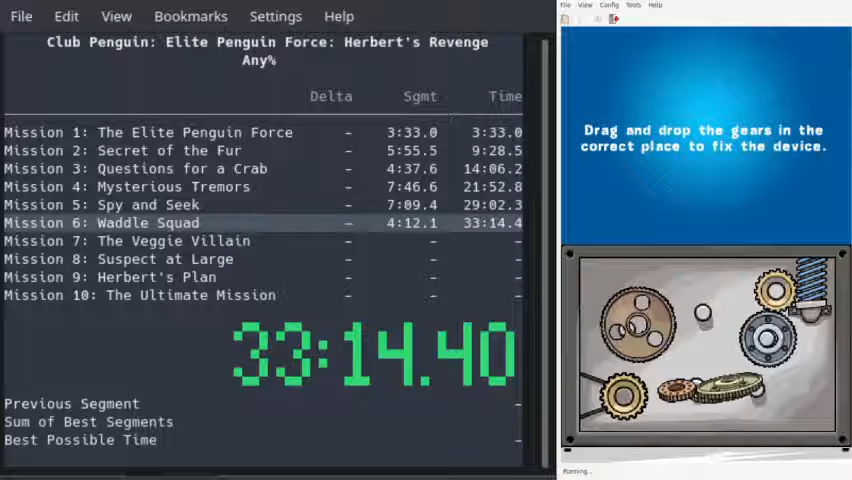 File Edit View Bookmarks Settings Help
Club Penguin: Elite Penguin Force: Herbert's Revenge
Any%
Delta Sgmt Time
Mission 1: The Elite Penguin Force – 3:33.0 3:33.0
Mission 2: Secret of the Fur – 5:55.5 9:28.5
Mission 3: Questions for a Crab – 4:37.6 14:06.2
Mission 4: Mysterious Tremors – 7:46.6 21:52.8
Mission 5: Spy and Seek – 7:09.4 29:02.3
Mission 6: Waddle Squad – 4:12.1 33:14.4
Mission 7: The Veggie Villain – – –
Mission 8: Suspect at Large – – –
Mission 9: Herbert's Plan – – –
Mission 10: The Ultimate Mission – – –
33:14.40
Previous Segment –
Sum of Best Segments
Best Possible Time –
File View Config Tools Help
Drag and drop the gears in the
correct place to fix the device.
Running...